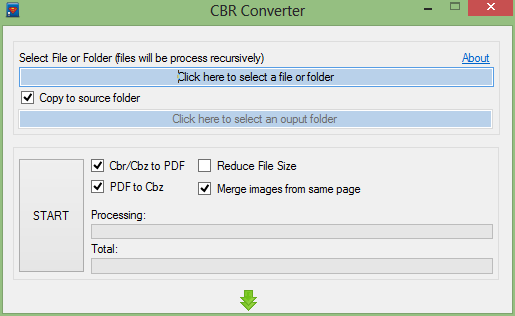 CBR Converter
Select File or Folder (files will be process recursively)
About
Click here to select a file or folder
Copy to source folder
Click here to select an ouput folder
START
Cbr/Cbz to PDF
Reduce File Size
PDF to Cbz
Merge images from same page
Processing:
Total: